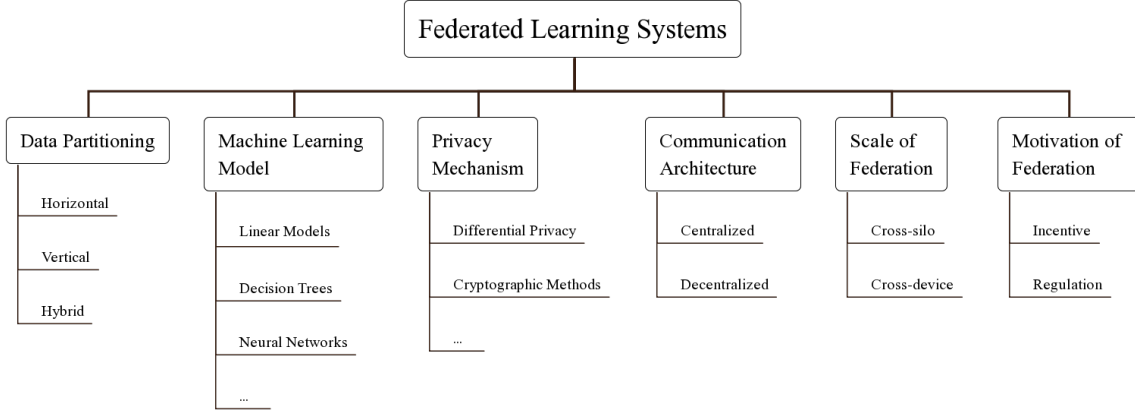 Federated Learning Systems
Data Partitioning
Horizontal
Vertical
Hybrid
Machine Learning
Model
Linear Models
Decision Trees
Neural Networks
...
Privacy
Mechanism
Differential Privacy
Cryptographic Methods
...
Communication
Architecture
Centralized
Decentralized
Scale of
Federation
Cross-silo
Cross-device
Motivation of
Federation
Incentive
Regulation